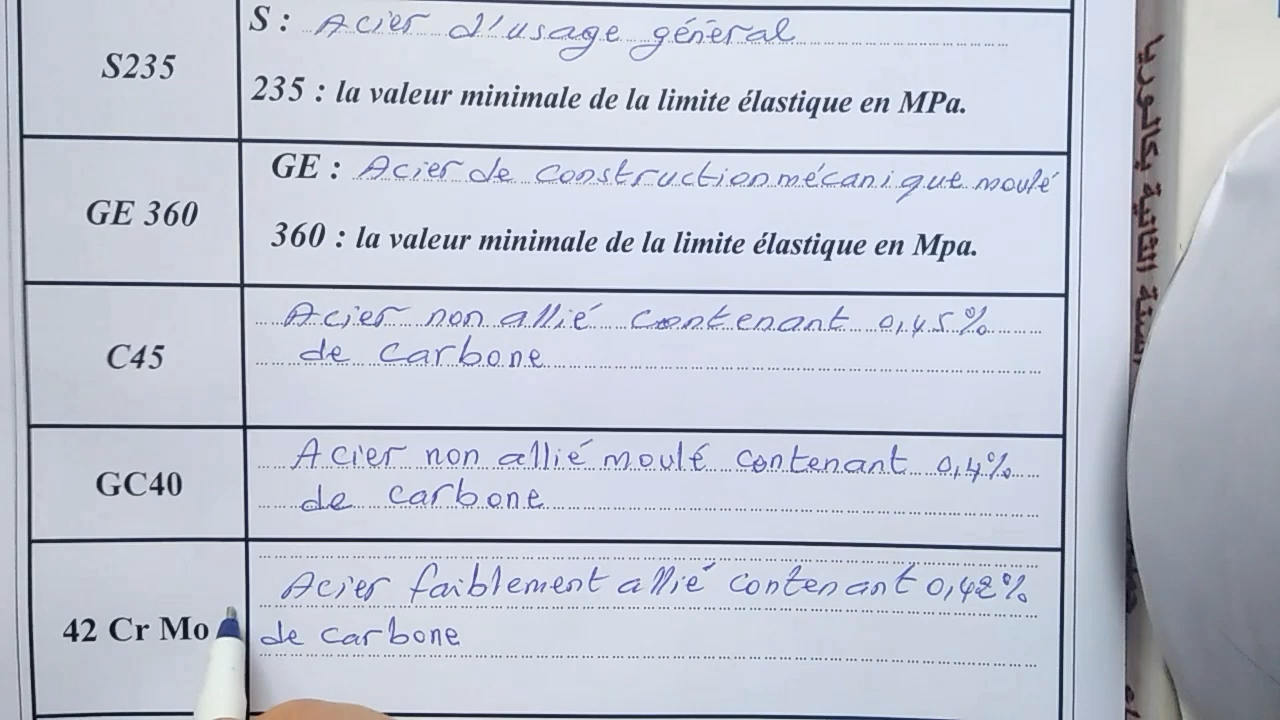 S235
S : Acier d'usage général
235 : la valeur minimale de la limite élastique en MPa.
GE 360
GE : Acier de construction mécanique moulé
360 : la valeur minimale de la limite élastique en Mpa.
C45
Acier non allié contenant 0,45%
de carbone
GC40
Acier non allié moulé contenant 0,4%
de carbone
42 Cr Mo
Acier faiblement allié contenant 0,42%
de carbone